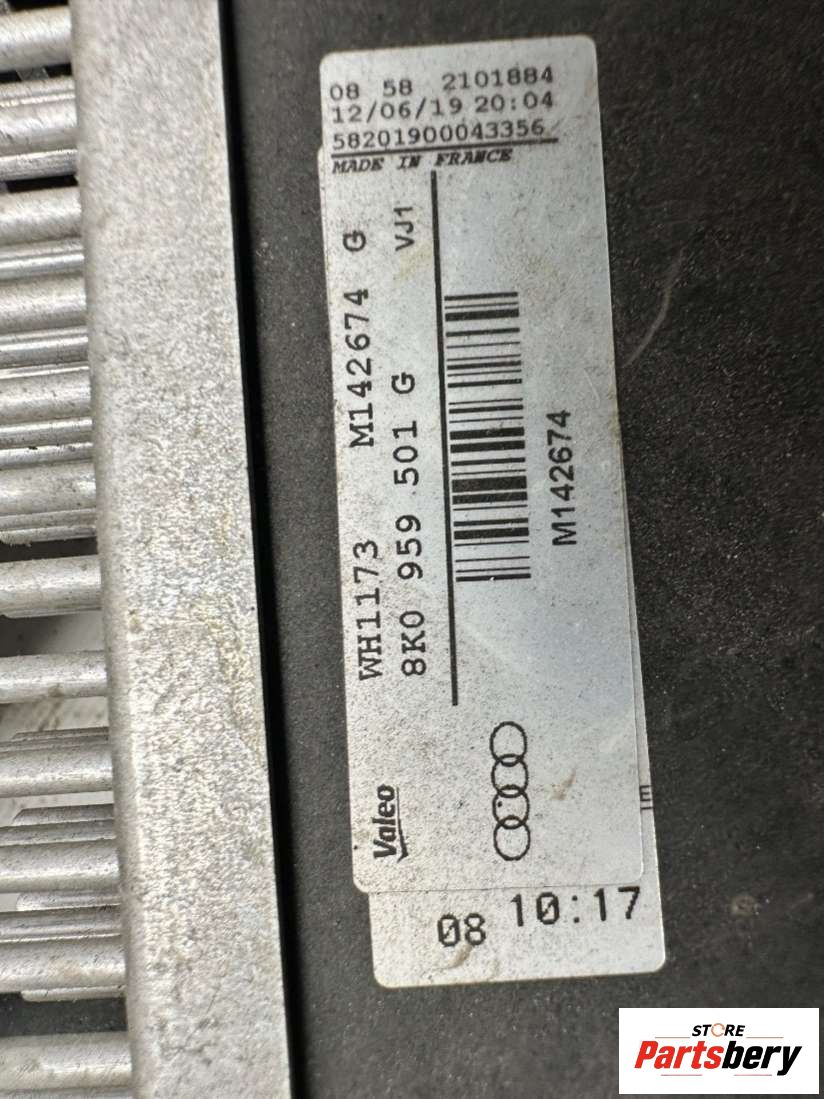 08 58 2101884
12/06/19 20:04
58201900043356
MADE IN FRANCE
WH1173 M142674 G
8K0 959 501 G VJ1
M142674
Valeo
08 10:17
STORE
Partsbery